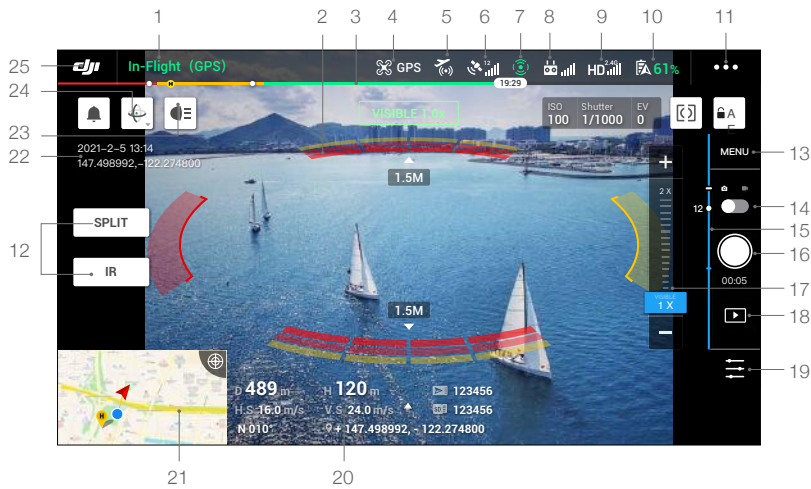 1 2 3 4 5 6 7 8 9 10 11
25 dji In-Flight (GPS) GPS 12 HD 2.4G A 61%
H 19:29
24
VISIBLE 1.0x
ISO Shutter EV
100 1/1000 0
A
E
23
22 2021-2-5 13:14
147.498992,-122.274800
MENU 13
+
1.5M
2 X
12 14
SPLIT
12
15
16
IR
00:05
17
VISIBLE
1 X
18
1.5M
−
19
D 489 m H 120 m 123456
H.S 16.0 m/s V.S 24.0 m/s SD 123456
N 010° + 147.498992, - 122.274800
H
21 20